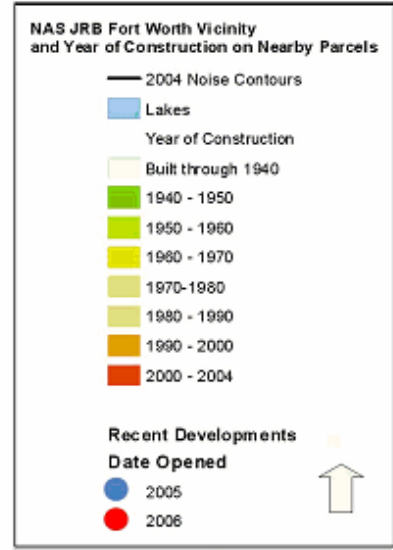 NAS JRB Fort Worth Vicinity
and Year of Construction on Nearby Parcels
2004 Noise Contours
Lakes
Year of Construction
Built through 1940
1940 - 1950
1950 - 1960
1960 - 1970
1970-1980
1980 - 1990
1990 - 2000
2000 - 2004
Recent Developments
Date Opened
2005
2006